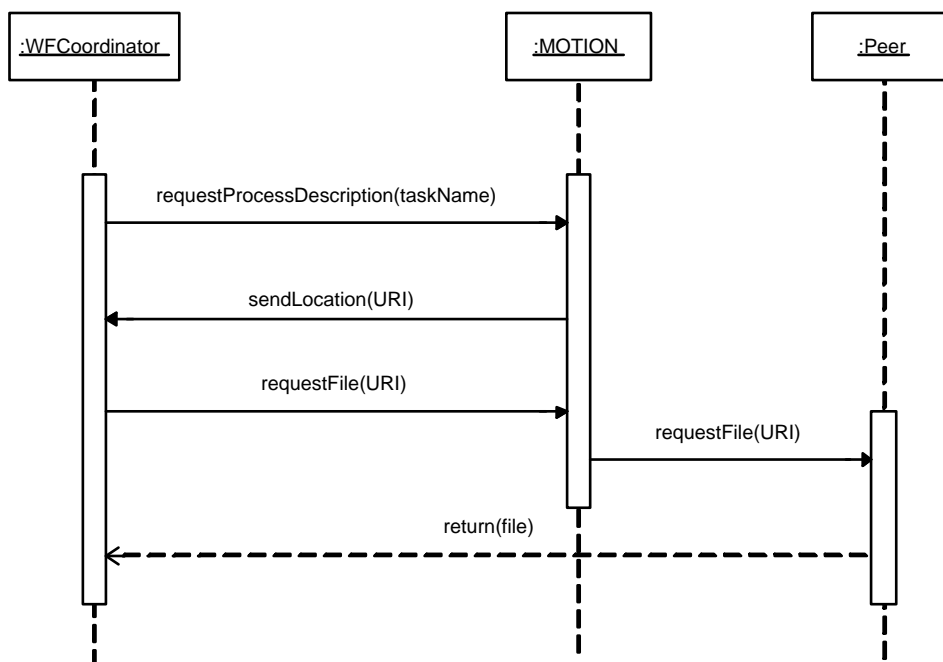 :WFCoordinator
:MOTION
:Peer
requestProcessDescription(taskName)
sendLocation(URI)
requestFile(URI)
requestFile(URI)
return(file)